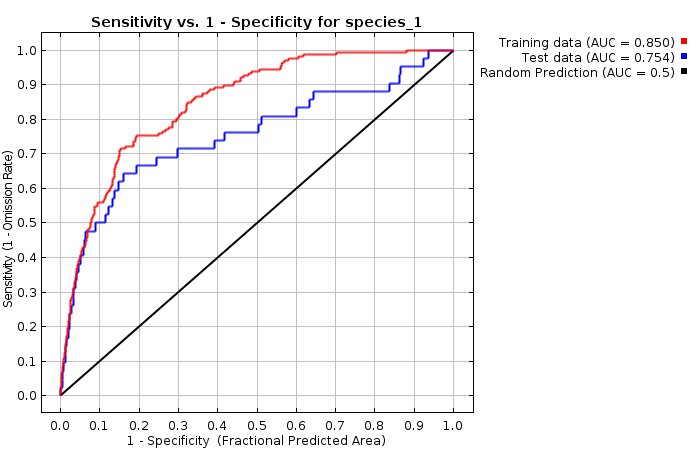 Sensitivity vs. 1 - Specificity for species_1
Training data (AUC = 0.850)
Test data (AUC = 0.754)
Random Prediction (AUC = 0.5)
Sensitivity (1 - Omission Rate)
1.0
0.9
0.8
0.7
0.6
0.5
0.4
0.3
0.2
0.1
0.0
0.0 0.1 0.2 0.3 0.4 0.5 0.6 0.7 0.8 0.9 1.0
1 - Specificity (Fractional Predicted Area)